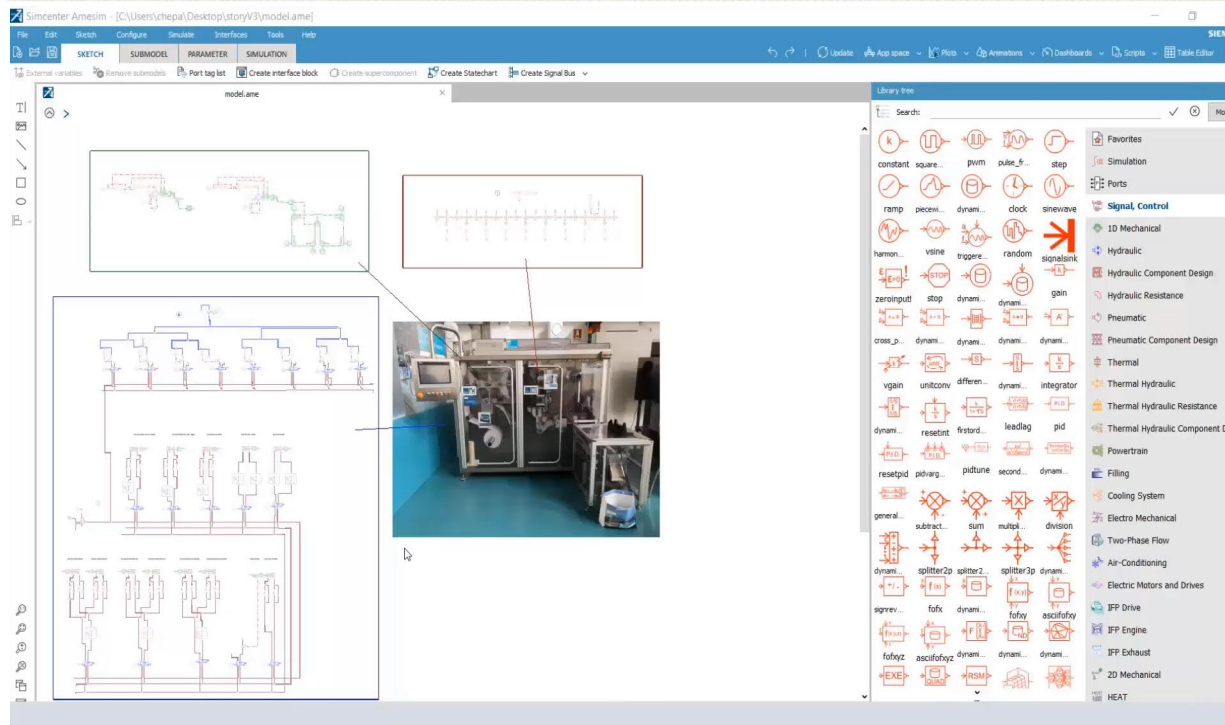 Simcenter Amesim - [C:\Users\chepa\Desktop\storyV3\model.ame]
File Edit Sketch Configure Simulate Interfaces Tools Help
SIEM
SKETCH SUBMODEL PARAMETER SIMULATION
Update App space Plots Animations Dashboards Scripts Table Editor
External variables Remove submodels Port tag list Create interface block Create supercomponent Create Statechart Create Signal Bus
model.ame
Library tree
Search:
Mo
constant square... pwm pulse_fr... step
ramp piecewi... dynami... clock sinewave
harmon... vsine triggere... random signalsink
zeroinput! stop dynami... dynami... gain
cross_p... dynami... dynami... dynami... dynami...
vgain unitconv differen... dynami... integrator
dynami... resetint firstord... leadlag pid
resetpid pidvarg... pidtune second... dynami...
general... subtract... sum multipli... division
dynami... splitter2p splitter2... splitter3p dynami...
signrev... fofx dynami... fofxy asciifofxy
fofxyz asciifofxyz dynami... dynami... dynami...
Favorites
Simulation
Ports
Signal, Control
1D Mechanical
Hydraulic
Hydraulic Component Design
Hydraulic Resistance
Pneumatic
Pneumatic Component Design
Thermal
Thermal Hydraulic
Thermal Hydraulic Resistance
Thermal Hydraulic Component D
Powertrain
Filling
Cooling System
Electro Mechanical
Two-Phase Flow
Air-Conditioning
Electric Motors and Drives
IFP Drive
IFP Engine
IFP Exhaust
2D Mechanical
HEAT